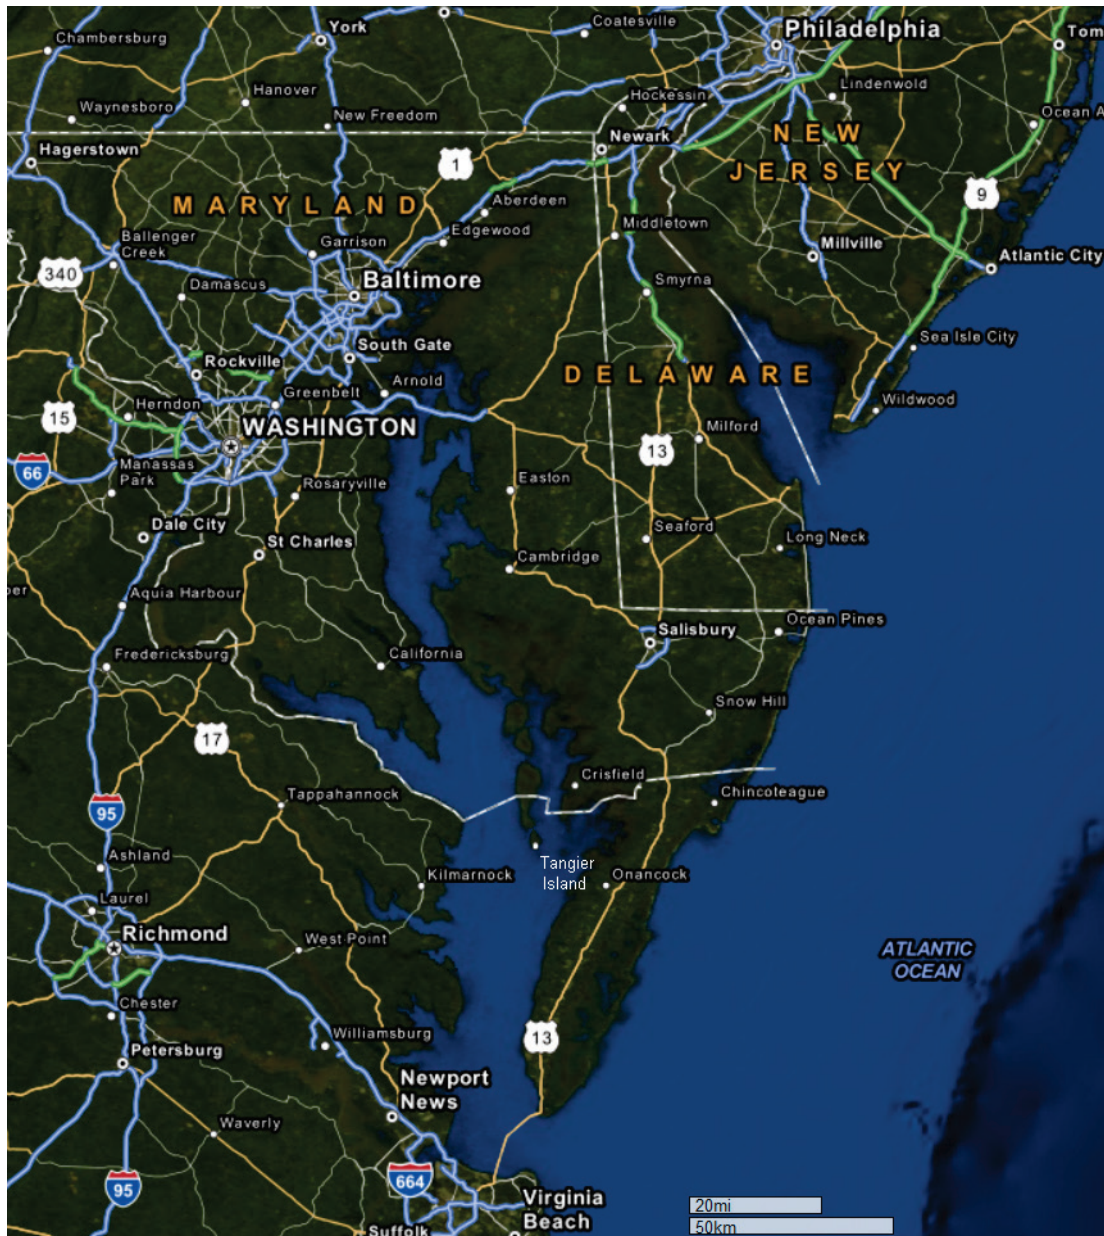 York
Coatesville
Philadelphia
Tom
Chambersburg
Hanover
Waynesboro
New Freedom
Hockessin
Lindenwold
Ocean A
Hagerstown
Newark
NEW
JERSEY
1
9
MARYLAND
Aberdeen
Edgewood
Middletown
Ballenger
Creek
Garrison
Millville
Atlantic City
340
Damascus
Baltimore
Smyrna
Sea Isle City
South Gate
Rockville
Arnold
DELAWARE
Greenbelt
Wildwood
Herndon
15
WASHINGTON
Milford
13
66
Manassas
Park
Rosaryville
Easton
Dale City
St Charles
Seaford
Long Neck
Cambridge
per
Aquia Harbour
Ocean Pines
Salisbury
Fredericksburg
California
Snow Hill
17
Crisfield
Chincoteague
95
Tappahannock
Ashland
Tangier
Island
Kilmarnock
Onancock
Laurel
Richmond
West Point
ATLANTIC
OCEAN
Chester
Williamsburg
13
Petersburg
Newport
News
Waverly
95
664
Virginia
Beach
Suffolk
20mi
50km